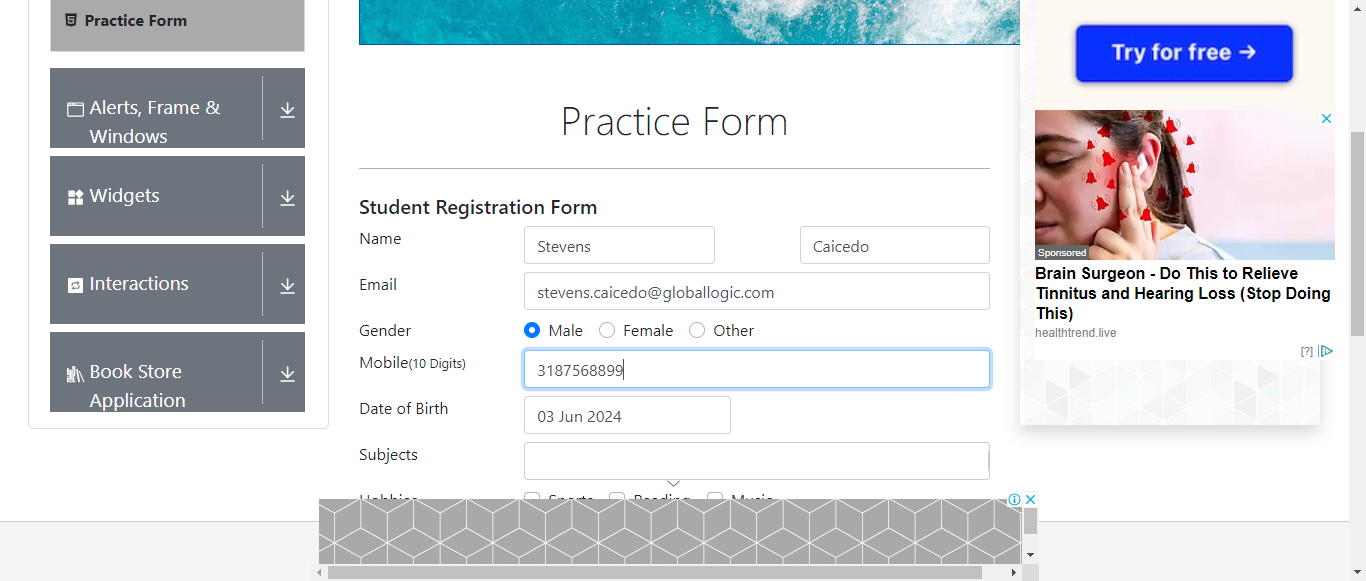 Practice Form
Alerts, Frame &
Windows
Widgets
Interactions
Book Store
Application
Practice Form
Student Registration Form
Name
Stevens
Caicedo
Email
stevens.caicedo@globallogic.com
Gender
Male
Female
Other
Mobile(10 Digits)
3187568899
Date of Birth
03 Jun 2024
Subjects
Hobbies
Sports
Reading
Music
Try for free →
Sponsored
Brain Surgeon - Do This to Relieve
Tinnitus and Hearing Loss (Stop Doing
This)
healthtrend.live
[?]